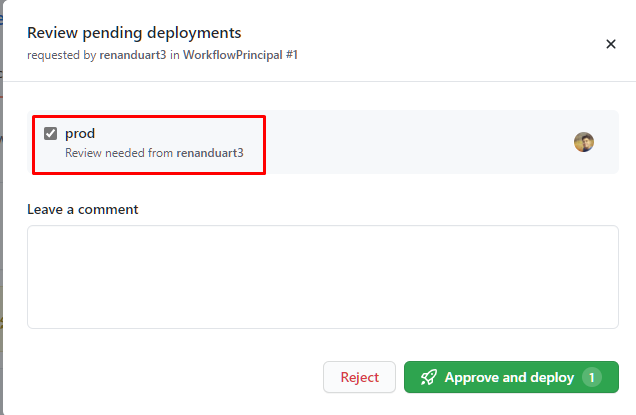 Review pending deployments
requested by renanduart3 in WorkflowPrincipal #1
prod
Review needed from renanduart3
Leave a comment
Reject
Approve and deploy 1